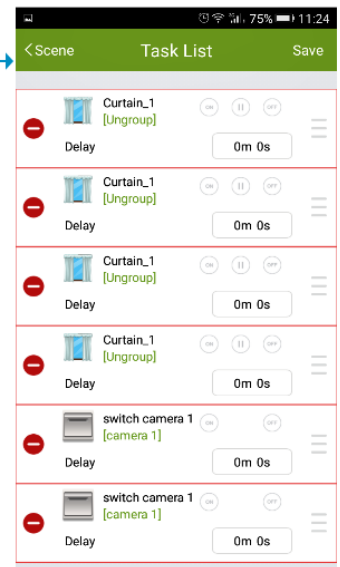 75% 11:24
Scene Task List Save
Curtain_1 ON OFF
[Ungroup]
Delay 0m 0s
Curtain_1 ON OFF
[Ungroup]
Delay 0m 0s
Curtain_1 ON OFF
[Ungroup]
Delay 0m 0s
Curtain_1 ON OFF
[Ungroup]
Delay 0m 0s
switch camera 1 ON OFF
[camera 1]
Delay 0m 0s
switch camera 1 ON OFF
[camera 1]
Delay 0m 0s